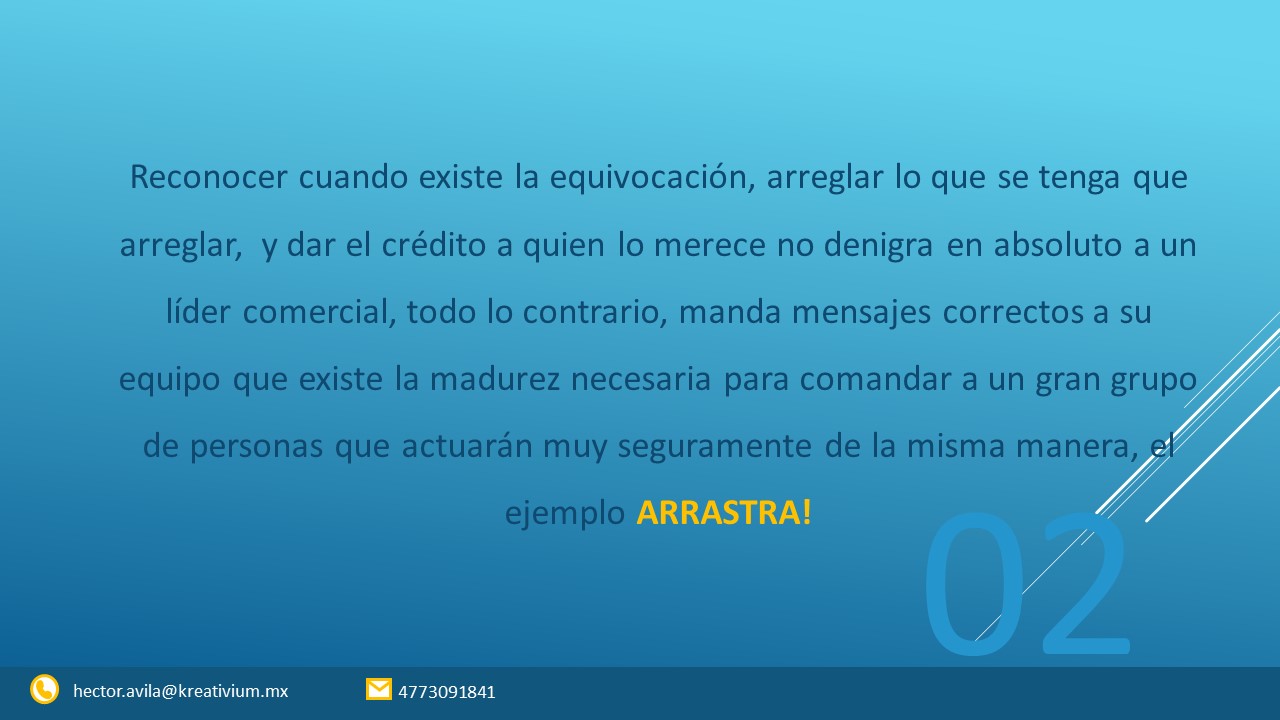 Reconocer cuando existe la equivocación, arreglar lo que se tenga que
arreglar,  y dar el crédito a quien lo merece no denigra en absoluto a un
líder comercial, todo lo contrario, manda mensajes correctos a su
equipo que existe la madurez necesaria para comandar a un gran grupo
de personas que actuarán muy seguramente de la misma manera, el
ejemplo ARRASTRA!
02
hector.avila@kreativium.mx
4773091841